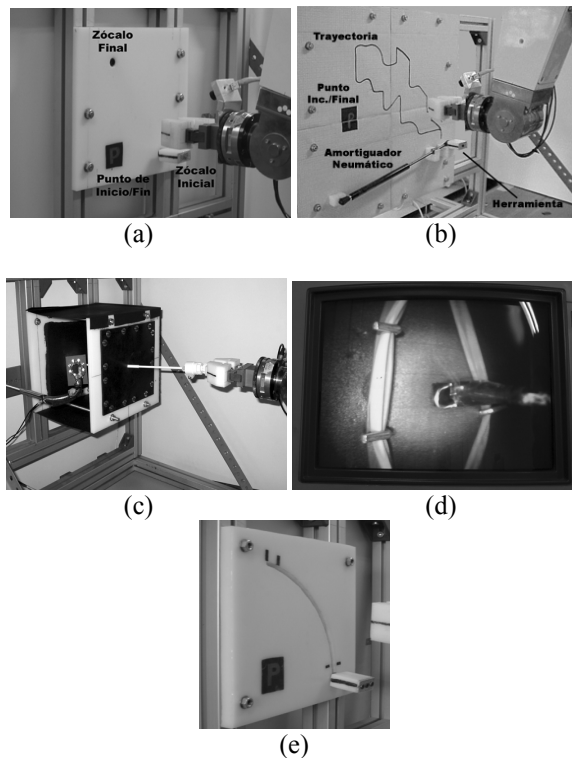 Zócalo
Final
Punto de
Inicio/Fin
Zócalo
Inicial
P
(a)
Trayectoria
Punto
Inc./Final
P
Amortiguador
Neumático
Herramienta
(b)
(c)
(d)
P
(e)